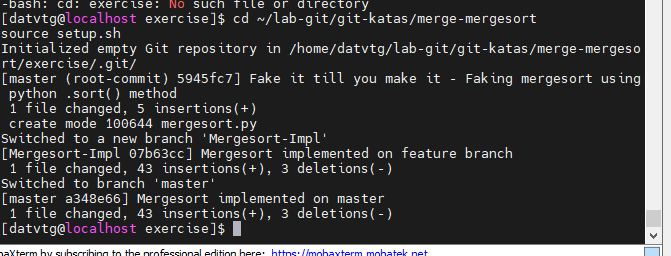 -bash: cd: exercise: No such file or directory
[datvtg@localhost exercise]$ cd ~/lab-git/git-katas/merge-mergesort
source setup.sh
Initialized empty Git repository in /home/datvtg/lab-git/git-katas/merge-mergeso
rt/exercise/.git/
[master (root-commit) 5945fc7] Fake it till you make it - Faking mergesort using
 python .sort() method
 1 file changed, 5 insertions(+)
 create mode 100644 mergesort.py
Switched to a new branch 'Mergesort-Impl'
[Mergesort-Impl 07b63cc] Mergesort implemented on feature branch
 1 file changed, 43 insertions(+), 3 deletions(-)
Switched to branch 'master'
[master a348e66] Mergesort implemented on master
 1 file changed, 43 insertions(+), 3 deletions(-)
[datvtg@localhost exercise]$
baXterm by subscribing to the professional edition here: https://mobaxterm.mobatek.net